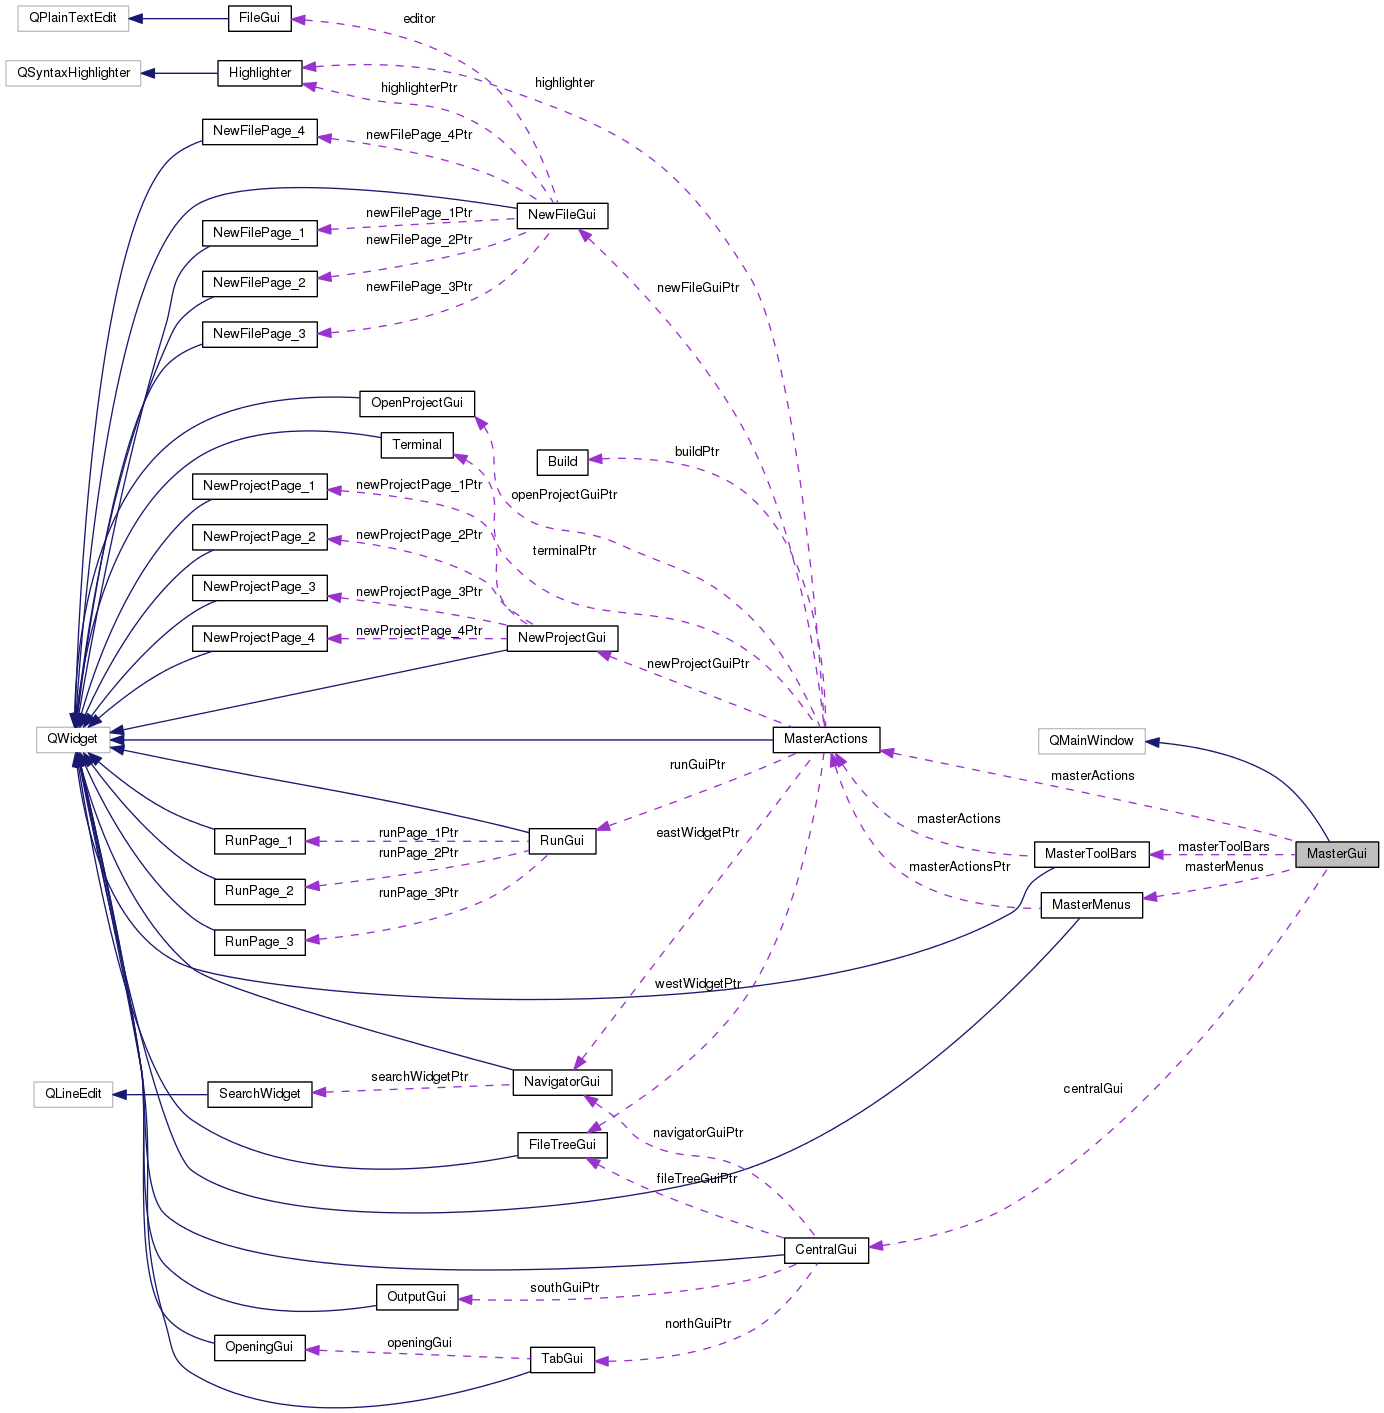 QPlainTextEdit
FileGui
editor
QSyntaxHighlighter
Highlighter
highlighterPtr
highlighter
NewFilePage_4
newFilePage_4Ptr
NewFileGui
NewFilePage_1
newFilePage_1Ptr
NewFilePage_2
newFilePage_2Ptr
NewFilePage_3
newFilePage_3Ptr
newFileGuiPtr
OpenProjectGui
Terminal
Build
buildPtr
NewProjectPage_1
newProjectPage_1Ptr
openProjectGuiPtr
NewProjectPage_2
newProjectPage_2Ptr
terminalPtr
NewProjectPage_3
newProjectPage_3Ptr
NewProjectPage_4
newProjectPage_4Ptr
NewProjectGui
newProjectGuiPtr
QWidget
MasterActions
QMainWindow
runGuiPtr
masterActions
RunPage_1
runPage_1Ptr
RunGui
eastWidgetPtr
masterActions
MasterToolBars
masterToolBars
MasterGui
runPage_2Ptr
masterActionsPtr
masterMenus
RunPage_2
runPage_3Ptr
MasterMenus
RunPage_3
westWidgetPtr
QLineEdit
SearchWidget
searchWidgetPtr
NavigatorGui
centralGui
FileTreeGui
navigatorGuiPtr
fileTreeGuiPtr
CentralGui
OutputGui
southGuiPtr
northGuiPtr
OpeningGui
openingGui
TabGui